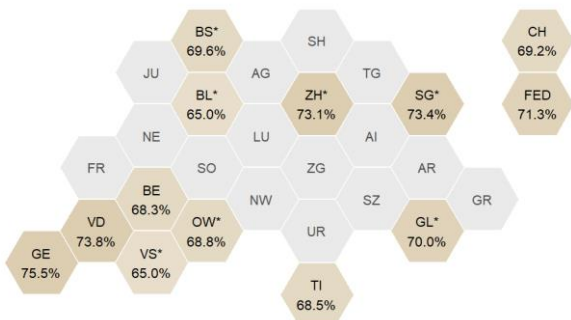 BS*
69.6%
SH
CH
69.2%
JU
AG
TG
BL*
65.0%
ZH*
73.1%
SG*
73.4%
FED
71.3%
NE
LU
AI
FR
SO
ZG
AR
BE
68.3%
NW
SZ
GR
VD
73.8%
OW*
68.8%
UR
GL*
70.0%
GE
75.5%
VS*
65.0%
TI
68.5%